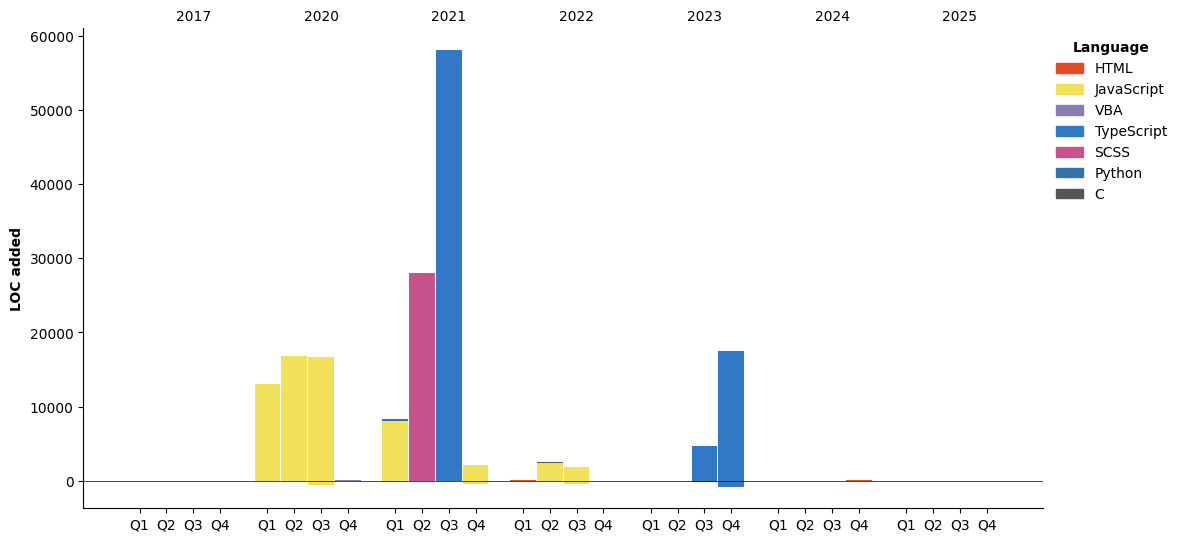 2017 2020 2021 2022 2023 2024 2025
60000
50000
40000
30000
20000
10000
0
LOC added
Q1 Q2 Q3 Q4 Q1 Q2 Q3 Q4 Q1 Q2 Q3 Q4 Q1 Q2 Q3 Q4 Q1 Q2 Q3 Q4 Q1 Q2 Q3 Q4 Q1 Q2 Q3 Q4
Language
HTML
JavaScript
VBA
TypeScript
SCSS
Python
C